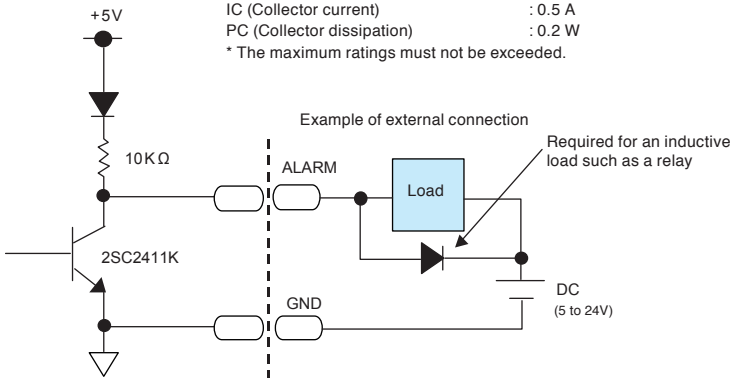 IC (Collector current) : 0.5 A
PC (Collector dissipation) : 0.2 W
* The maximum ratings must not be exceeded.
+5V
Example of external connection
Required for an inductive
load such as a relay
10KΩ
ALARM
Load
2SC2411K
DC
(5 to 24V)
GND